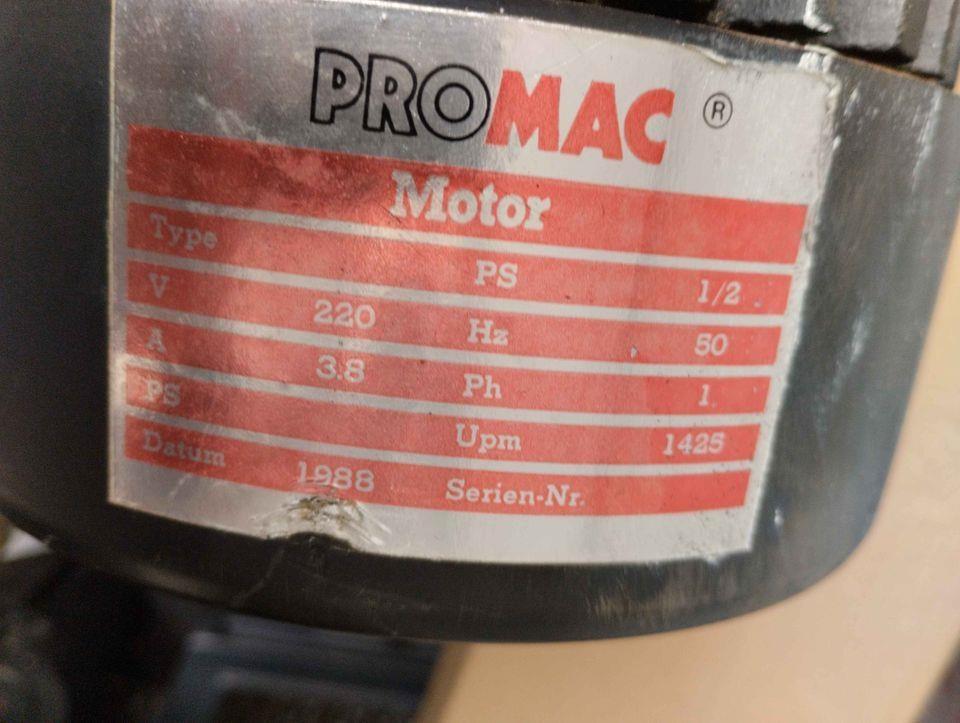 PROMAC ®
Motor
Type PS 1/2
V 220 Hz 50
A 3.8 Ph 1
PS Upm 1425
Datum 1988 Serien-Nr.